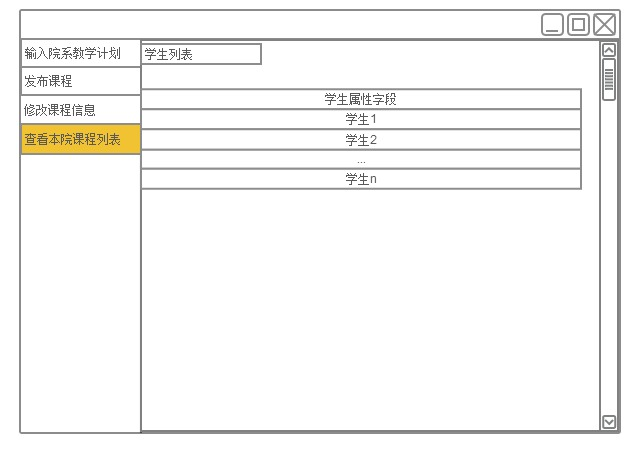 输入院系教学计划
发布课程
修改课程信息
查看本院课程列表
学生列表
学生属性字段
学生1
学生2
...
学生n